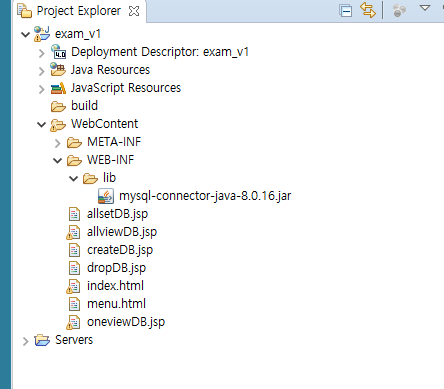 Project Explorer
exam_v1
4.0 Deployment Descriptor: exam_v1
Java Resources
JavaScript Resources
build
WebContent
META-INF
WEB-INF
lib
mysql-connector-java-8.0.16.jar
allsetDB.jsp
allviewDB.jsp
createDB.jsp
dropDB.jsp
index.html
menu.html
oneviewDB.jsp
Servers